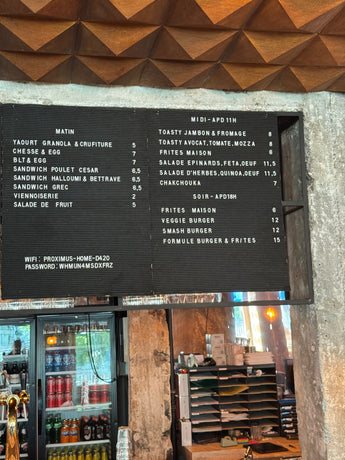 MATIN
YAOURT GRANOLA & CRUFITURE 5
CHESSE & EGG 7
BLT & EGG 7
SANDWICH POULET CESAR 6,5
SANDWICH HALLOUMI & BETTRAVE 6,5
SANDWICH GREC 6,5
VIENNOISERIE 2
SALADE DE FRUIT 5
WIFI: PROXIMUS-HOME-D420
PASSWORD: WHMUN4MSDXFRZ
MIDI-APD 11H
TOASTY JAMBON & FROMAGE 8
TOASTY AVOCAT, TOMATE, MOZZA 8
FRITES MAISON 6
SALADE EPINARDS, FETA, OEUF 11,5
SALADE D'HERBES, QUINOA, OEUF 11,5
CHAKCHOUKA 7
SOIR-APD18H
FRITES MAISON 6
VEGGIE BURGER 12
SMASH BURGER 12
FORMULE BURGER & FRITES 15